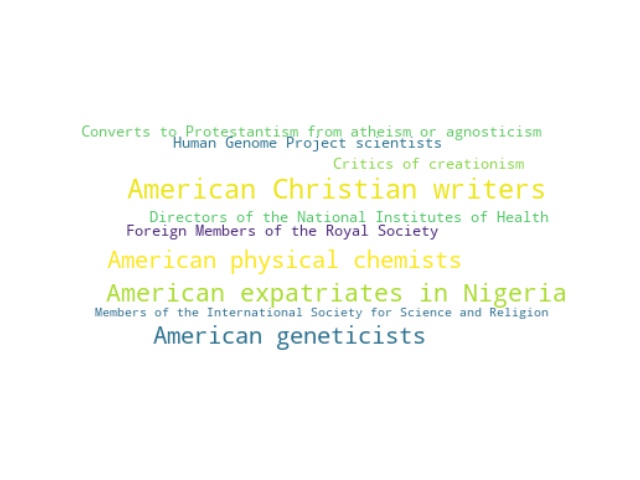 Converts to Protestantism from atheism or agnosticism
Human Genome Project scientists
Critics of creationism
American Christian writers
Directors of the National Institutes of Health
Foreign Members of the Royal Society
American physical chemists
American expatriates in Nigeria
Members of the International Society for Science and Religion
American geneticists